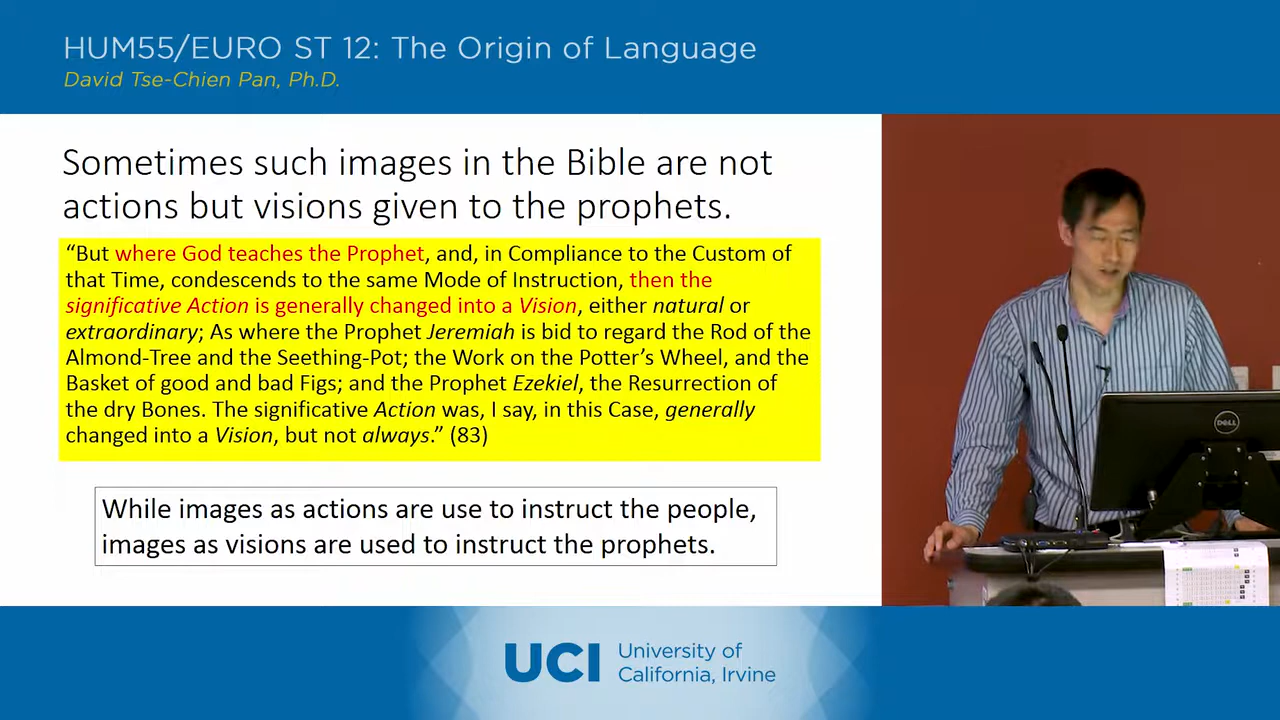 HUM55/EURO ST 12: The Origin of Language
David Tse-Chien Pan, Ph.D.
Sometimes such images in the Bible are not
actions but visions given to the prophets.
“But where God teaches the Prophet, and, in Compliance to the Custom of
that Time, condescends to the same Mode of Instruction, then the
significative Action is generally changed into a Vision, either natural or
extraordinary; As where the Prophet Jeremiah is bid to regard the Rod of the
Almond-Tree and the Seething-Pot; the Work on the Potter’s Wheel, and the
Basket of good and bad Figs; and the Prophet Ezekiel, the Resurrection of
the dry Bones. The significative Action was, I say, in this Case, generally
changed into a Vision, but not always.” (83)
While images as actions are use to instruct the people,
images as visions are used to instruct the prophets.
DELL
UCI University of
California, Irvine